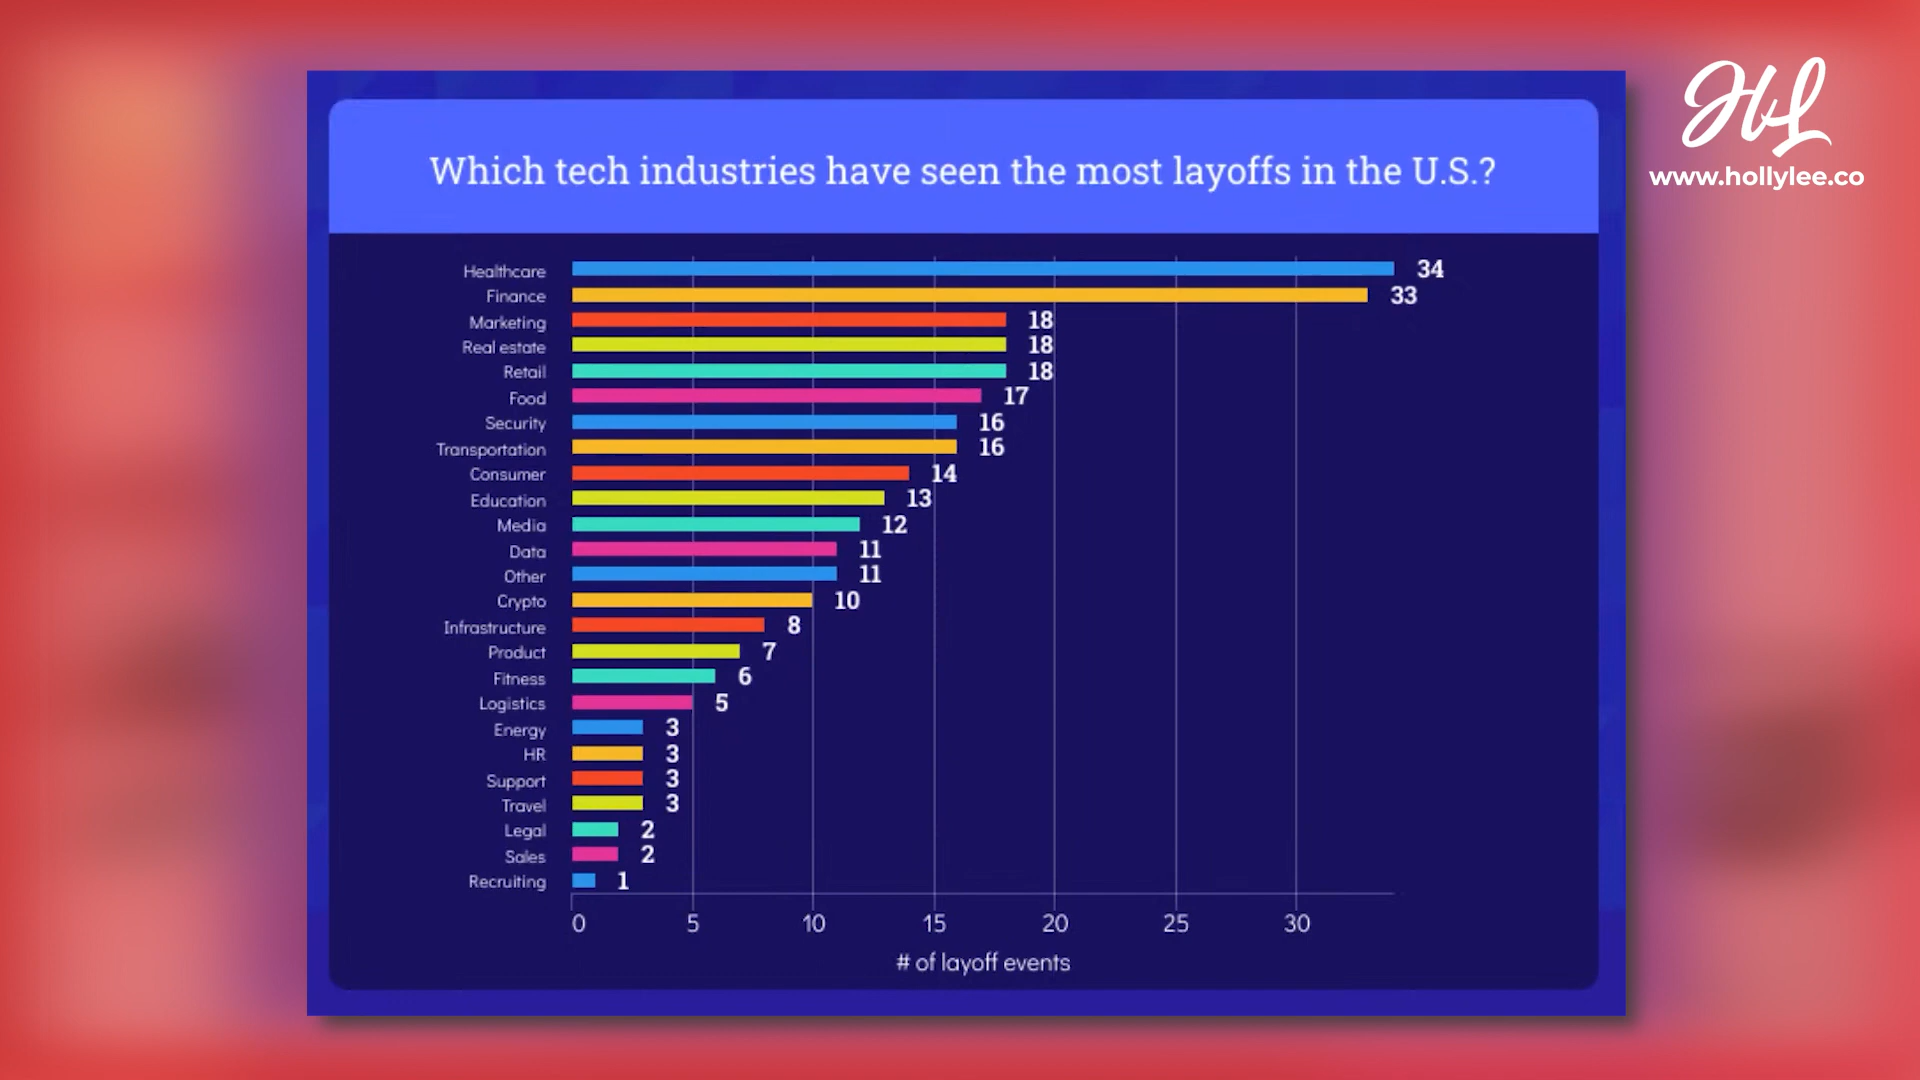 HL
www.hollylee.co
Which tech industries have seen the most layoffs in the U.S.?
Healthcare 34
Finance 33
Marketing 18
Real estate 18
Retail 18
Food 17
Security 16
Transportation 16
Consumer 14
Education 13
Media 12
Data 11
Other 11
Crypto 10
Infrastructure 8
Product 7
Fitness 6
Logistics 5
Energy 3
HR 3
Support 3
Travel 3
Legal 2
Sales 2
Recruiting 1
0 5 10 15 20 25 30
# of layoff events